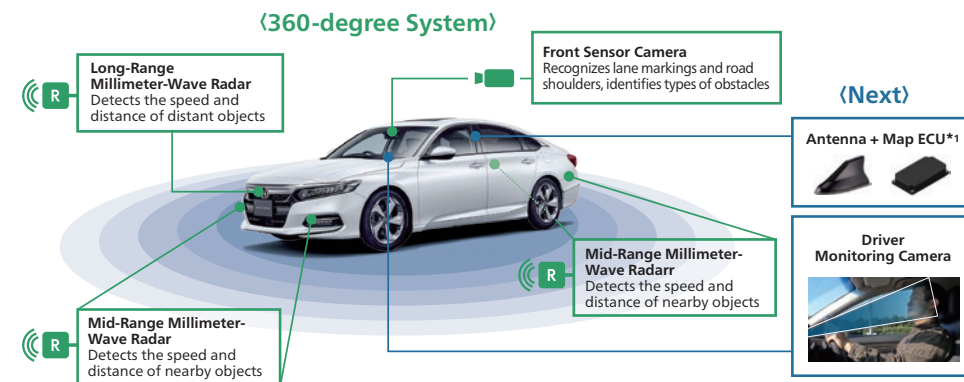 〈360-degree System〉
Long-Range
Millimeter-Wave Radar
Detects the speed and
distance of distant objects
R
Front Sensor Camera
Recognizes lane markings and road
shoulders, identifies types of obstacles
〈Next〉
Antenna + Map ECU*1
Driver
Monitoring Camera
Mid-Range Millimeter-
Wave Radarr
Detects the speed and
distance of nearby objects
R
Mid-Range Millimeter-
Wave Radar
Detects the speed and
distance of nearby objects
R